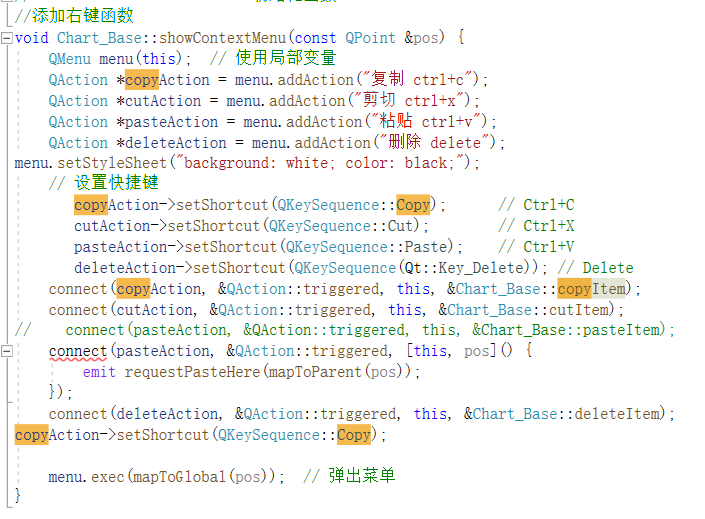 //添加右键函数
void Chart_Base::showContextMenu(const QPoint &pos) {
    QMenu menu(this);  // 使用局部变量
    QAction *copyAction = menu.addAction("复制 ctrl+c");
    QAction *cutAction = menu.addAction("剪切 ctrl+x");
    QAction *pasteAction = menu.addAction("粘贴 ctrl+v");
    QAction *deleteAction = menu.addAction("删除 delete");
menu.setStyleSheet("background: white; color: black;");
    // 设置快捷键
       copyAction->setShortcut(QKeySequence::Copy);      // Ctrl+C
       cutAction->setShortcut(QKeySequence::Cut);        // Ctrl+X
       pasteAction->setShortcut(QKeySequence::Paste);    // Ctrl+V
       deleteAction->setShortcut(QKeySequence(Qt::Key_Delete)); // Delete
    connect(copyAction, &QAction::triggered, this, &Chart_Base::copyItem);
    connect(cutAction, &QAction::triggered, this, &Chart_Base::cutItem);
//    connect(pasteAction, &QAction::triggered, this, &Chart_Base::pasteItem);
    connect(pasteAction, &QAction::triggered, [this, pos]() {
        emit requestPasteHere(mapToParent(pos));
    });
    connect(deleteAction, &QAction::triggered, this, &Chart_Base::deleteItem);
copyAction->setShortcut(QKeySequence::Copy);
    menu.exec(mapToGlobal(pos));  // 弹出菜单
}